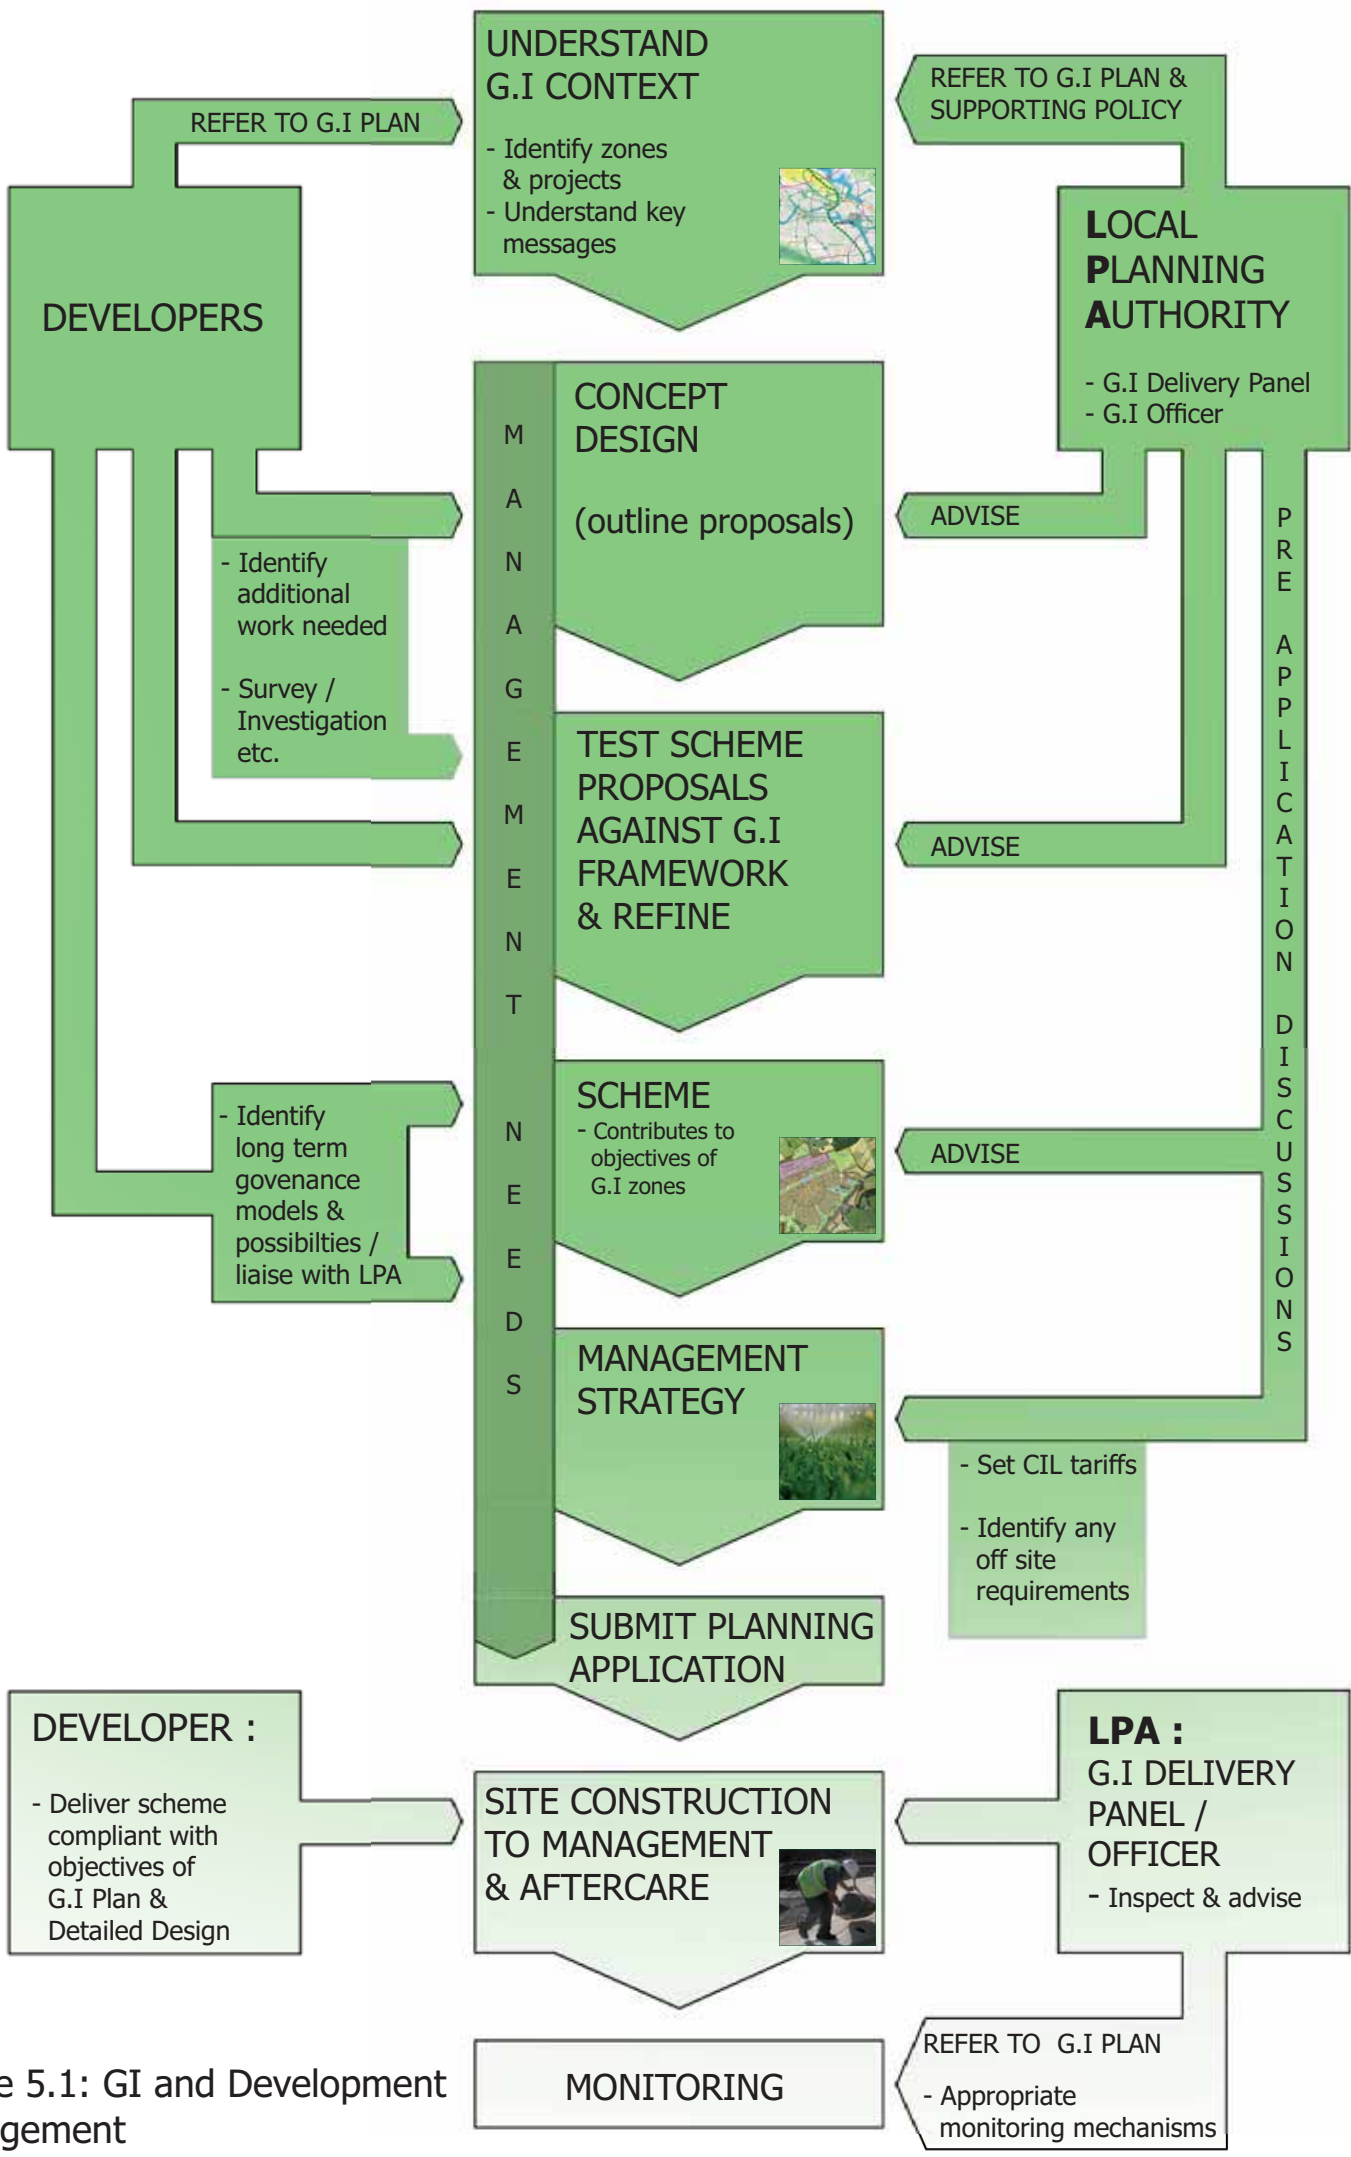 UNDERSTAND
G.I CONTEXT
- Identify zones
& projects
- Understand key
messages
REFER TO G.I PLAN
REFER TO G.I PLAN &
SUPPORTING POLICY
DEVELOPERS
LOCAL
PLANNING
AUTHORITY
- G.I Delivery Panel
- G.I Officer
MANAGEMENT NEEDS
CONCEPT
DESIGN
(outline proposals)
ADVISE
PRE APPLICATION DISCUSSIONS
- Identify
additional
work needed
- Survey /
Investigation
etc.
TEST SCHEME
PROPOSALS
AGAINST G.I
FRAMEWORK
& REFINE
ADVISE
- Identify
long term
govenance
models &
possibilties /
liaise with LPA
SCHEME
- Contributes to
objectives of
G.I zones
ADVISE
MANAGEMENT
STRATEGY
- Set CIL tariffs
- Identify any
off site
requirements
SUBMIT PLANNING
APPLICATION
DEVELOPER :
- Deliver scheme
compliant with
objectives of
G.I Plan &
Detailed Design
SITE CONSTRUCTION
TO MANAGEMENT
& AFTERCARE
LPA :
G.I DELIVERY
PANEL /
OFFICER
- Inspect & advise
REFER TO G.I PLAN
- Appropriate
monitoring mechanisms
MONITORING
e 5.1: GI and Development
gement